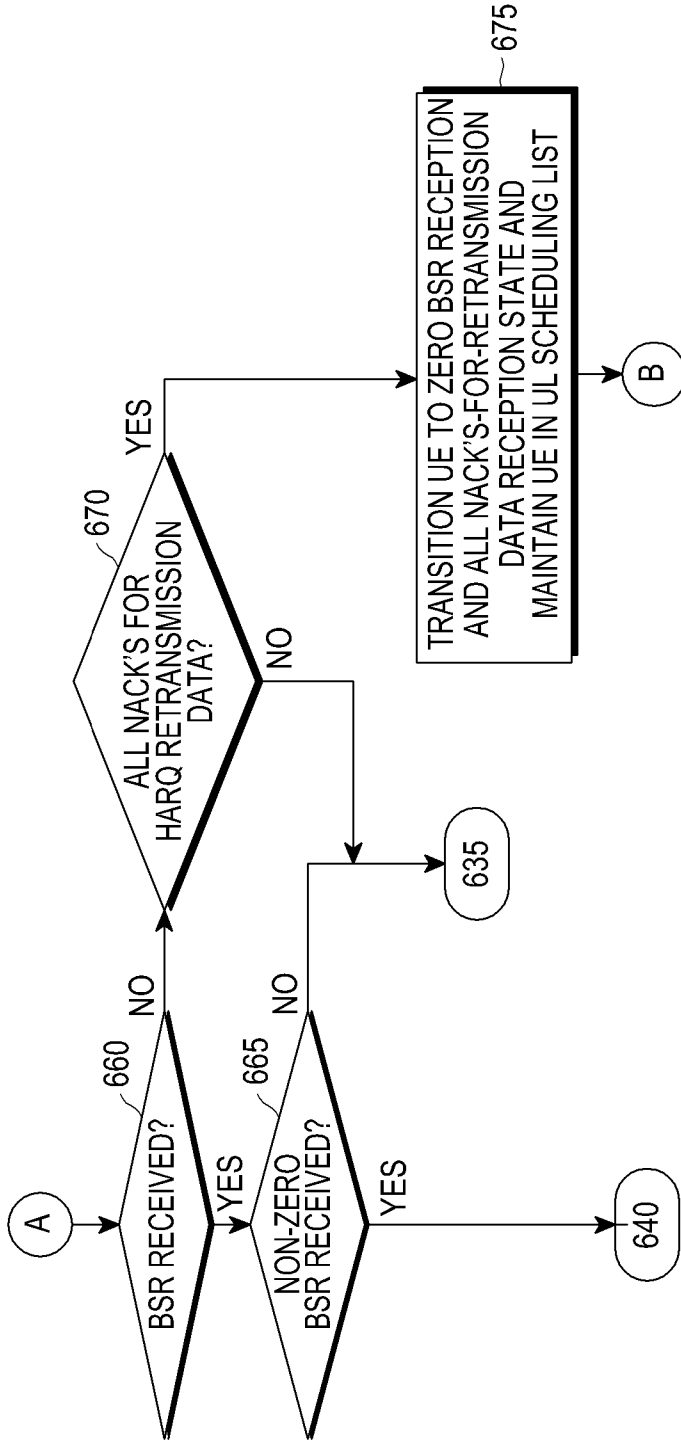 A
660
BSR RECEIVED?
NO
YES
665
NON-ZERO
BSR RECEIVED?
NO
YES
640
670
ALL NACK'S FOR
HARQ RETRANSMISSION
DATA?
YES
NO
635
675
TRANSITION UE TO ZERO BSR RECEPTION
AND ALL NACK'S-FOR-RETRANSMISSION
DATA RECEPTION STATE AND
MAINTAIN UE IN UL SCHEDULING LIST
B